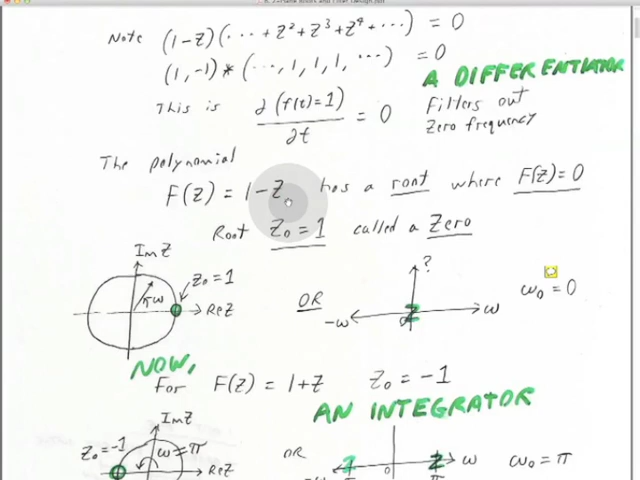 Note (1-Z)(··· + Z² + Z³ + Z⁴ + ···) = 0
(1,-1) * (···, 1, 1, 1, ···) = 0
A DIFFERENTIATOR
This is ∂(f(t)=1) / ∂t = 0 Filters out
Zero frequency
The polynomial
F(Z) = 1-Z has a root where F(Z)=0
Root Z₀ = 1 called a Zero
Im Z
Z₀=1
ω
Re Z
OR
?
-ω
ω
ω₀ = 0
NOW,
For F(Z) = 1+Z Z₀ = -1
AN INTEGRATOR
Im Z
Z₀=-1
ω=π
Re Z
OR
-ω
ω
ω₀ = π